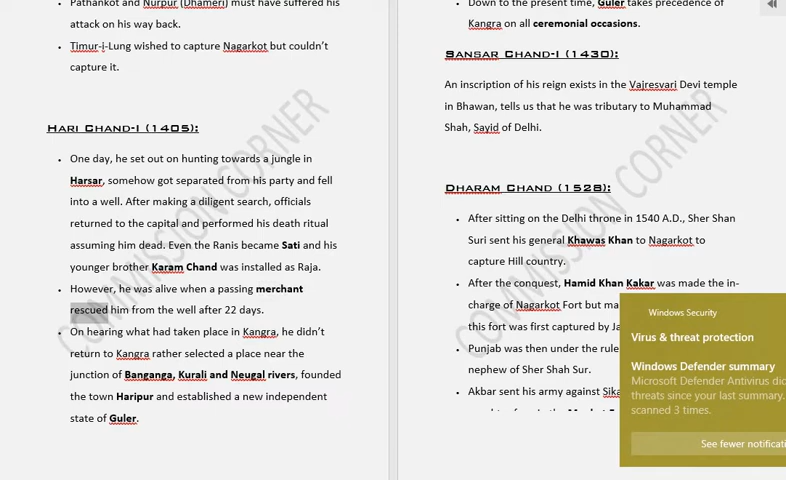 Pathankot and Nurpur (Dhameri) must have suffered his
attack on his way back.
Timur-i-Lung wished to capture Nagarkot but couldn't
capture it.
HARI CHAND-I (1405):
One day, he set out on hunting towards a jungle in
Harsar, somehow got separated from his party and fell
into a well. After making a diligent search, officials
returned to the capital and performed his death ritual
assuming him dead. Even the Ranis became Sati and his
younger brother Karam Chand was installed as Raja.
However, he was alive when a passing merchant
rescued him from the well after 22 days.
On hearing what had taken place in Kangra, he didn't
return to Kangra rather selected a place near the
junction of Banganga, Kurali and Neugal rivers, founded
the town Haripur and established a new independent
state of Guler.
COMMISSION CORNER
Down to the present time, Guler takes precedence of
Kangra on all ceremonial occasions.
SANSAR CHAND-I (1430):
An inscription of his reign exists in the Vajresvari Devi temple
in Bhawan, tells us that he was tributary to Muhammad
Shah, Sayid of Delhi.
DHARAM CHAND (1528):
After sitting on the Delhi throne in 1540 A.D., Sher Shan
Suri sent his general Khawas Khan to Nagarkot to
capture Hill country.
After the conquest, Hamid Khan Kakar was made the in-
charge of Nagarkot Fort but
this fort was first captured by
Punjab was then under the rule
nephew of Sher Shah Sur.
Akbar sent his army against
COMMISSION CORNER
Windows Security
Virus & threat protection
Windows Defender summary
Microsoft Defender Antivirus
threats since your last summary.
scanned 3 times.
See fewer